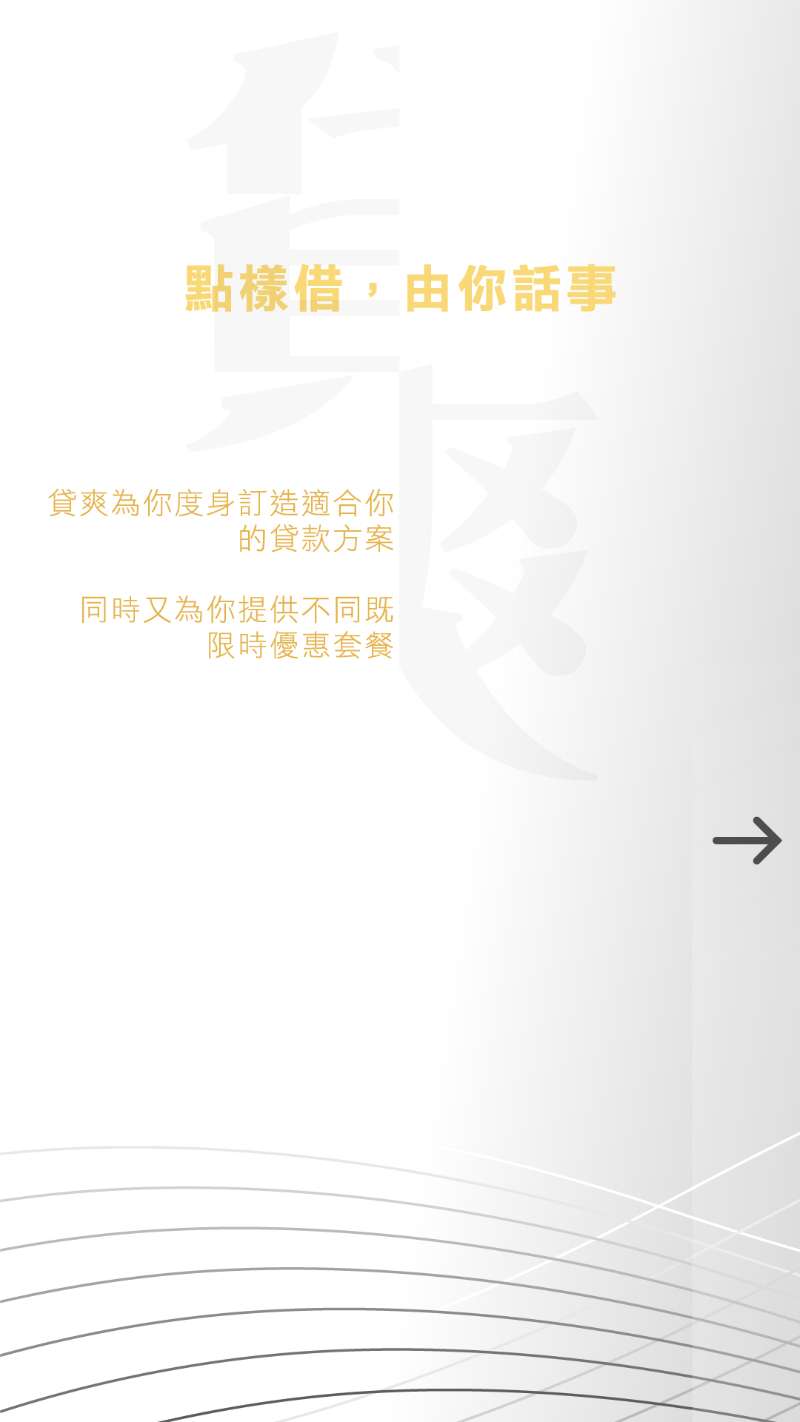 點樣借，由你話事
貸爽為你度身訂造適合你
的貸款方案
同時又為你提供不同既
限時優惠套餐